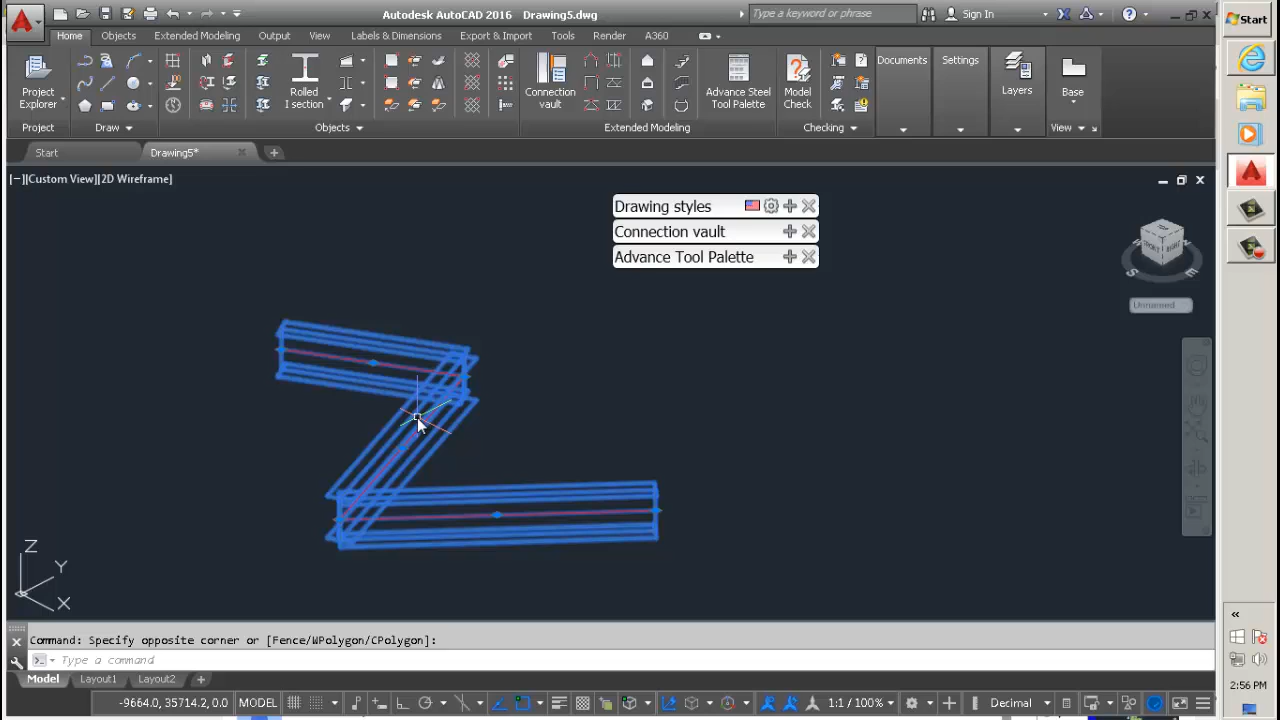 Autodesk AutoCAD 2016 Drawing5.dwg
Type a keyword or phrase
Sign In
Start
Home
Objects
Extended Modeling
Output
View
Labels & Dimensions
Export & Import
Tools
Render
A360
Project Explorer
Rolled I section
Connection vault
Advance Steel Tool Palette
Model Check
Documents
Settings
Layers
Base
Project
Draw
Objects
Extended Modeling
Checking
View
Start
Drawing5*
[−][Custom View][2D Wireframe]
Drawing styles
Connection vault
Advance Tool Palette
TOP
FRONT
RIGHT
S
E
Unnamed
Z
Y
X
Command: Specify opposite corner or [Fence/WPolygon/CPolygon]:
Type a command
Model
Layout1
Layout2
-9664.0, 35714.2, 0.0
MODEL
1:1 / 100%
Decimal
2:56 PM